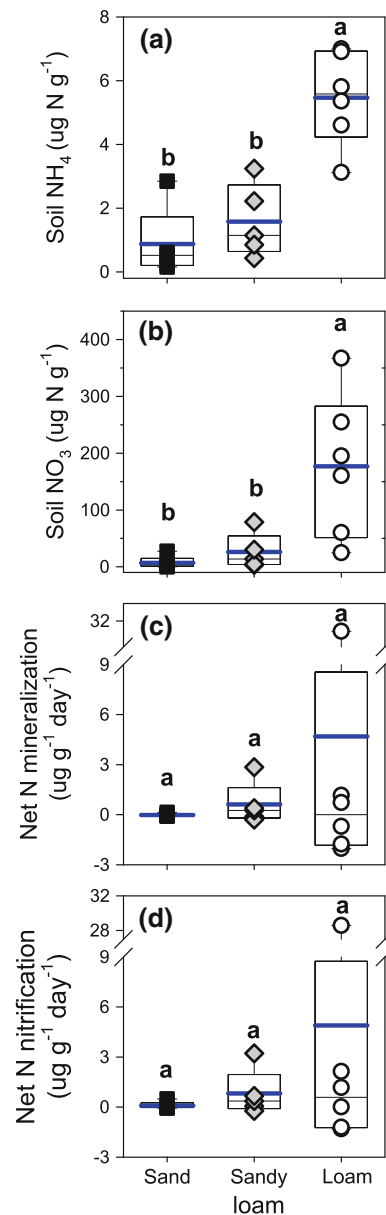 (a)
Soil NH4 (ug N g-1)
8
6
4
2
0
b
b
a
(b)
Soil NO3 (ug N g-1)
400
300
200
100
0
b
b
a
(c)
Net N mineralization
(ug g-1 day-1)
32
9
6
3
0
-3
a
a
a
(d)
Net N nitrification
(ug g-1 day-1)
32
28
9
6
3
0
-3
a
a
a
Sand
Sandy
Loam
loam